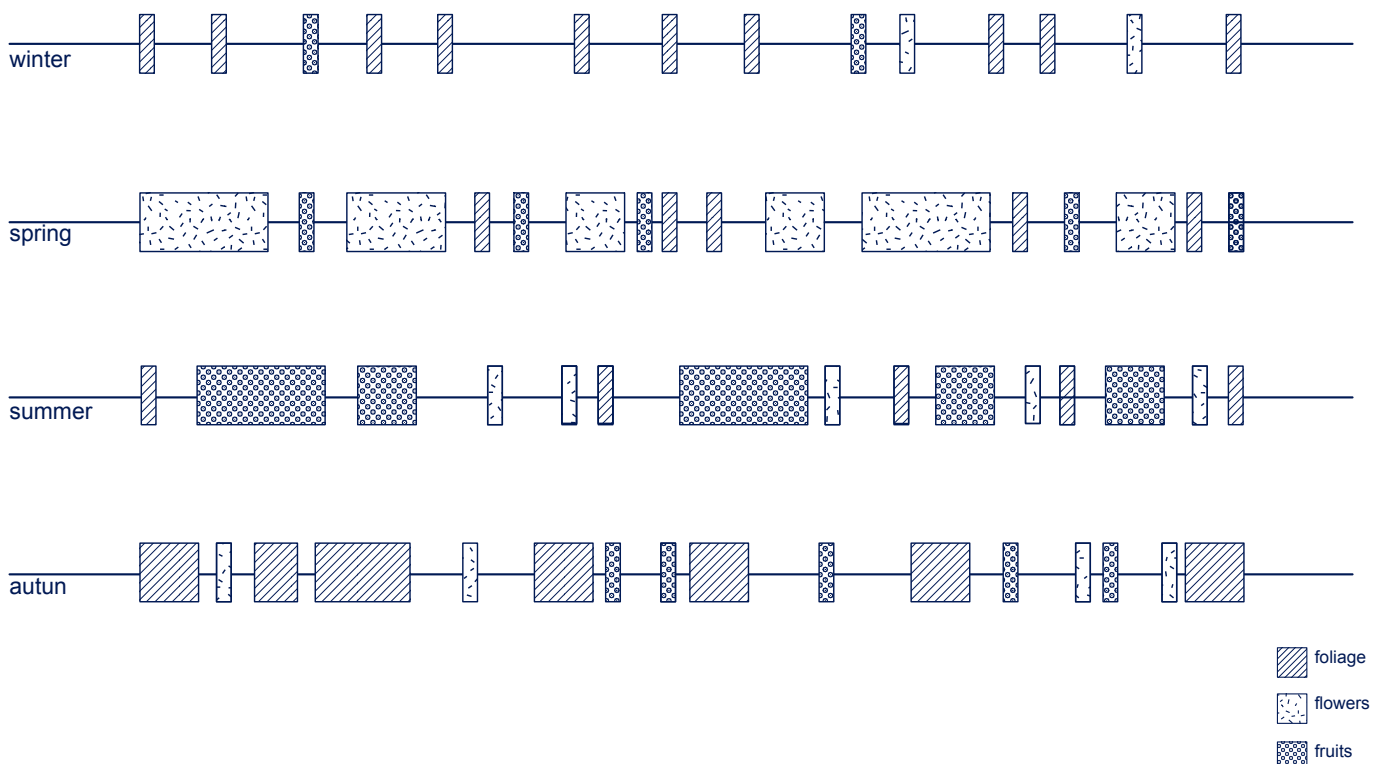 winter
spring
summer
autun
foliage
flowers
fruits